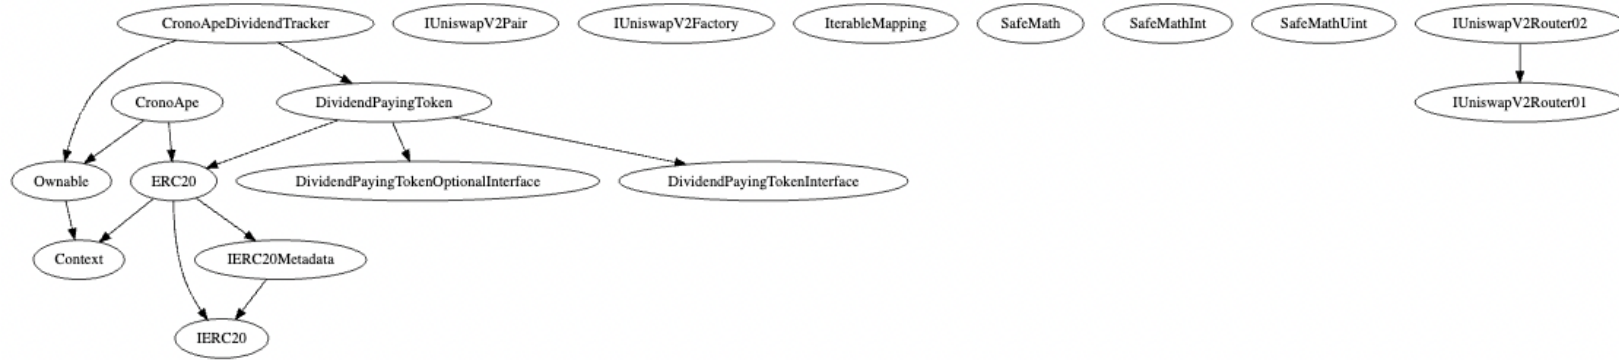 CronoApeDividendTracker
IUniswapV2Pair
IUniswapV2Factory
IterableMapping
SafeMath
SafeMathInt
SafeMathUint
IUniswapV2Router02
CronoApe
DividendPayingToken
IUniswapV2Router01
Ownable
ERC20
DividendPayingTokenOptionalInterface
DividendPayingTokenInterface
Context
IERC20Metadata
IERC20